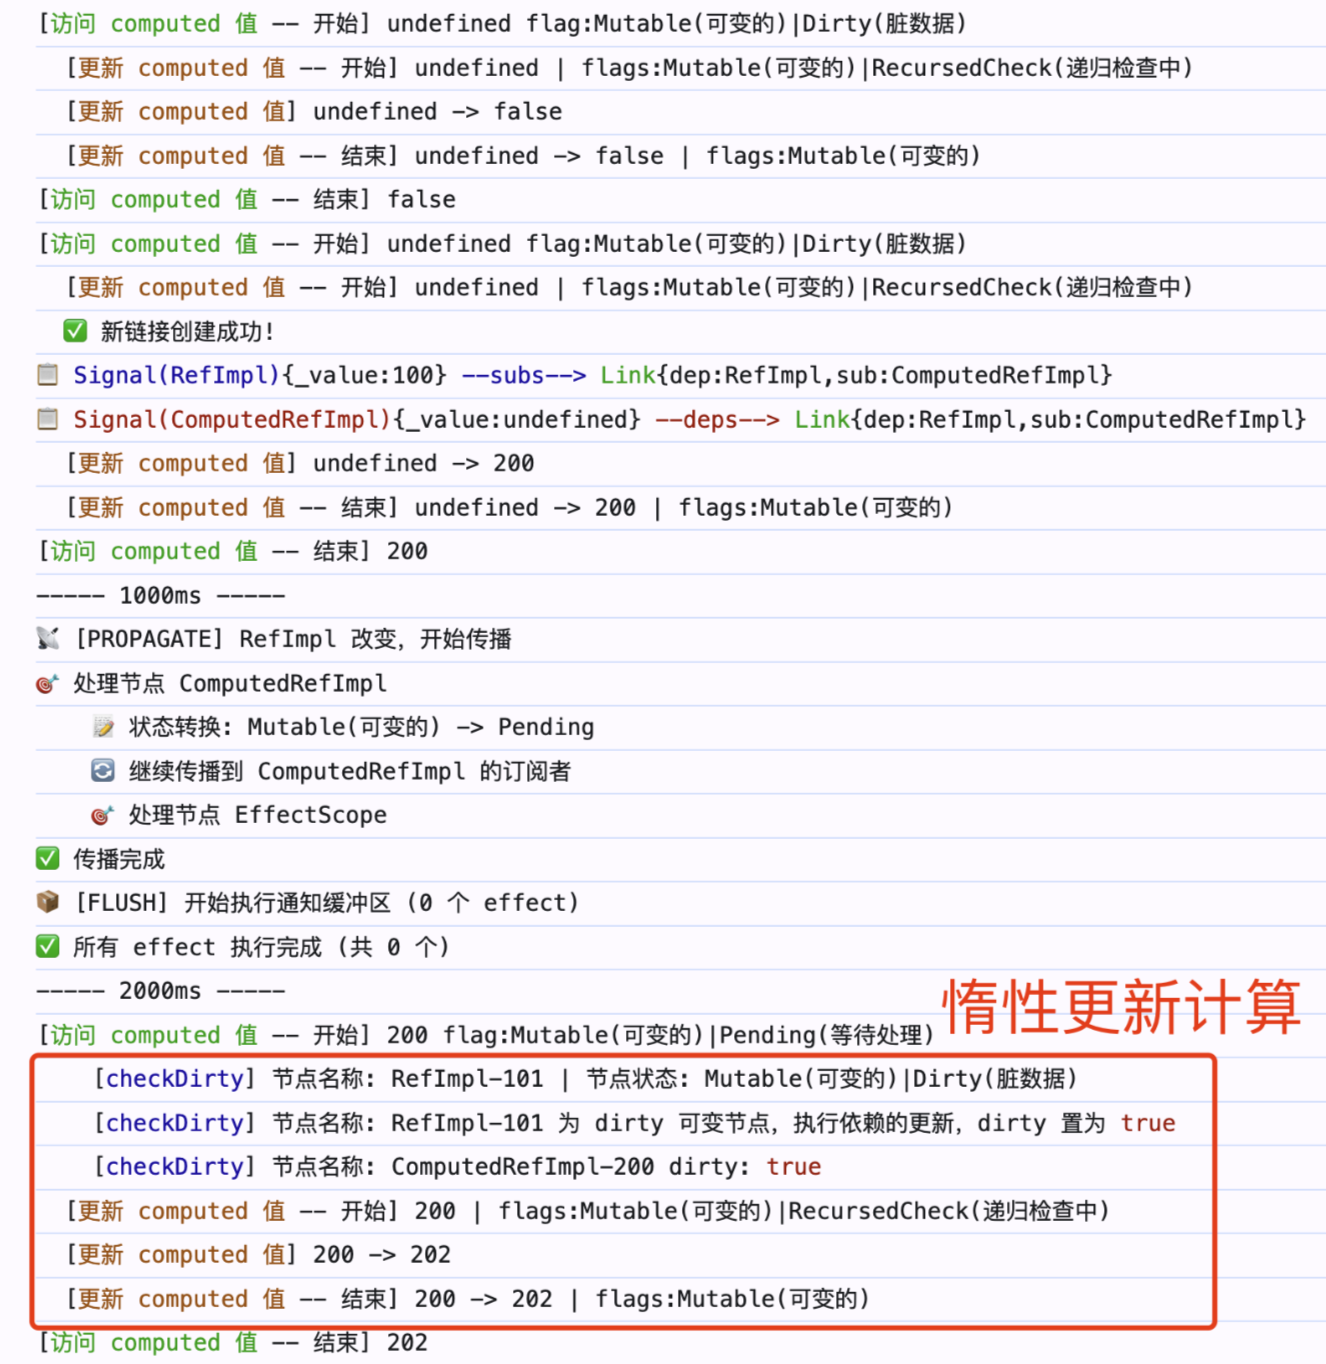 [访问 computed 值 -- 开始] undefined flag:Mutable(可变的)|Dirty(脏数据)
[更新 computed 值 -- 开始] undefined | flags:Mutable(可变的)|RecursedCheck(递归检查中)
[更新 computed 值] undefined -> false
[更新 computed 值 -- 结束] undefined -> false | flags:Mutable(可变的)
[访问 computed 值 -- 结束] false
[访问 computed 值 -- 开始] undefined flag:Mutable(可变的)|Dirty(脏数据)
[更新 computed 值 -- 开始] undefined | flags:Mutable(可变的)|RecursedCheck(递归检查中)
✅ 新链接创建成功!
📋 Signal(RefImpl){_value:100} --subs--> Link{dep:RefImpl,sub:ComputedRefImpl}
📋 Signal(ComputedRefImpl){_value:undefined} --deps--> Link{dep:RefImpl,sub:ComputedRefImpl}
[更新 computed 值] undefined -> 200
[更新 computed 值 -- 结束] undefined -> 200 | flags:Mutable(可变的)
[访问 computed 值 -- 结束] 200
----- 1000ms -----
📡 [PROPAGATE] RefImpl 改变，开始传播
🎯 处理节点 ComputedRefImpl
📝 状态转换: Mutable(可变的) -> Pending
🔄 继续传播到 ComputedRefImpl 的订阅者
🎯 处理节点 EffectScope
✅ 传播完成
📦 [FLUSH] 开始执行通知缓冲区 (0 个 effect)
✅ 所有 effect 执行完成 (共 0 个)
----- 2000ms -----
惰性更新计算
[访问 computed 值 -- 开始] 200 flag:Mutable(可变的)|Pending(等待处理)
[checkDirty] 节点名称: RefImpl-101 | 节点状态: Mutable(可变的)|Dirty(脏数据)
[checkDirty] 节点名称: RefImpl-101 为 dirty 可变节点，执行依赖的更新，dirty 置为 true
[checkDirty] 节点名称: ComputedRefImpl-200 dirty: true
[更新 computed 值 -- 开始] 200 | flags:Mutable(可变的)|RecursedCheck(递归检查中)
[更新 computed 值] 200 -> 202
[更新 computed 值 -- 结束] 200 -> 202 | flags:Mutable(可变的)
[访问 computed 值 -- 结束] 202